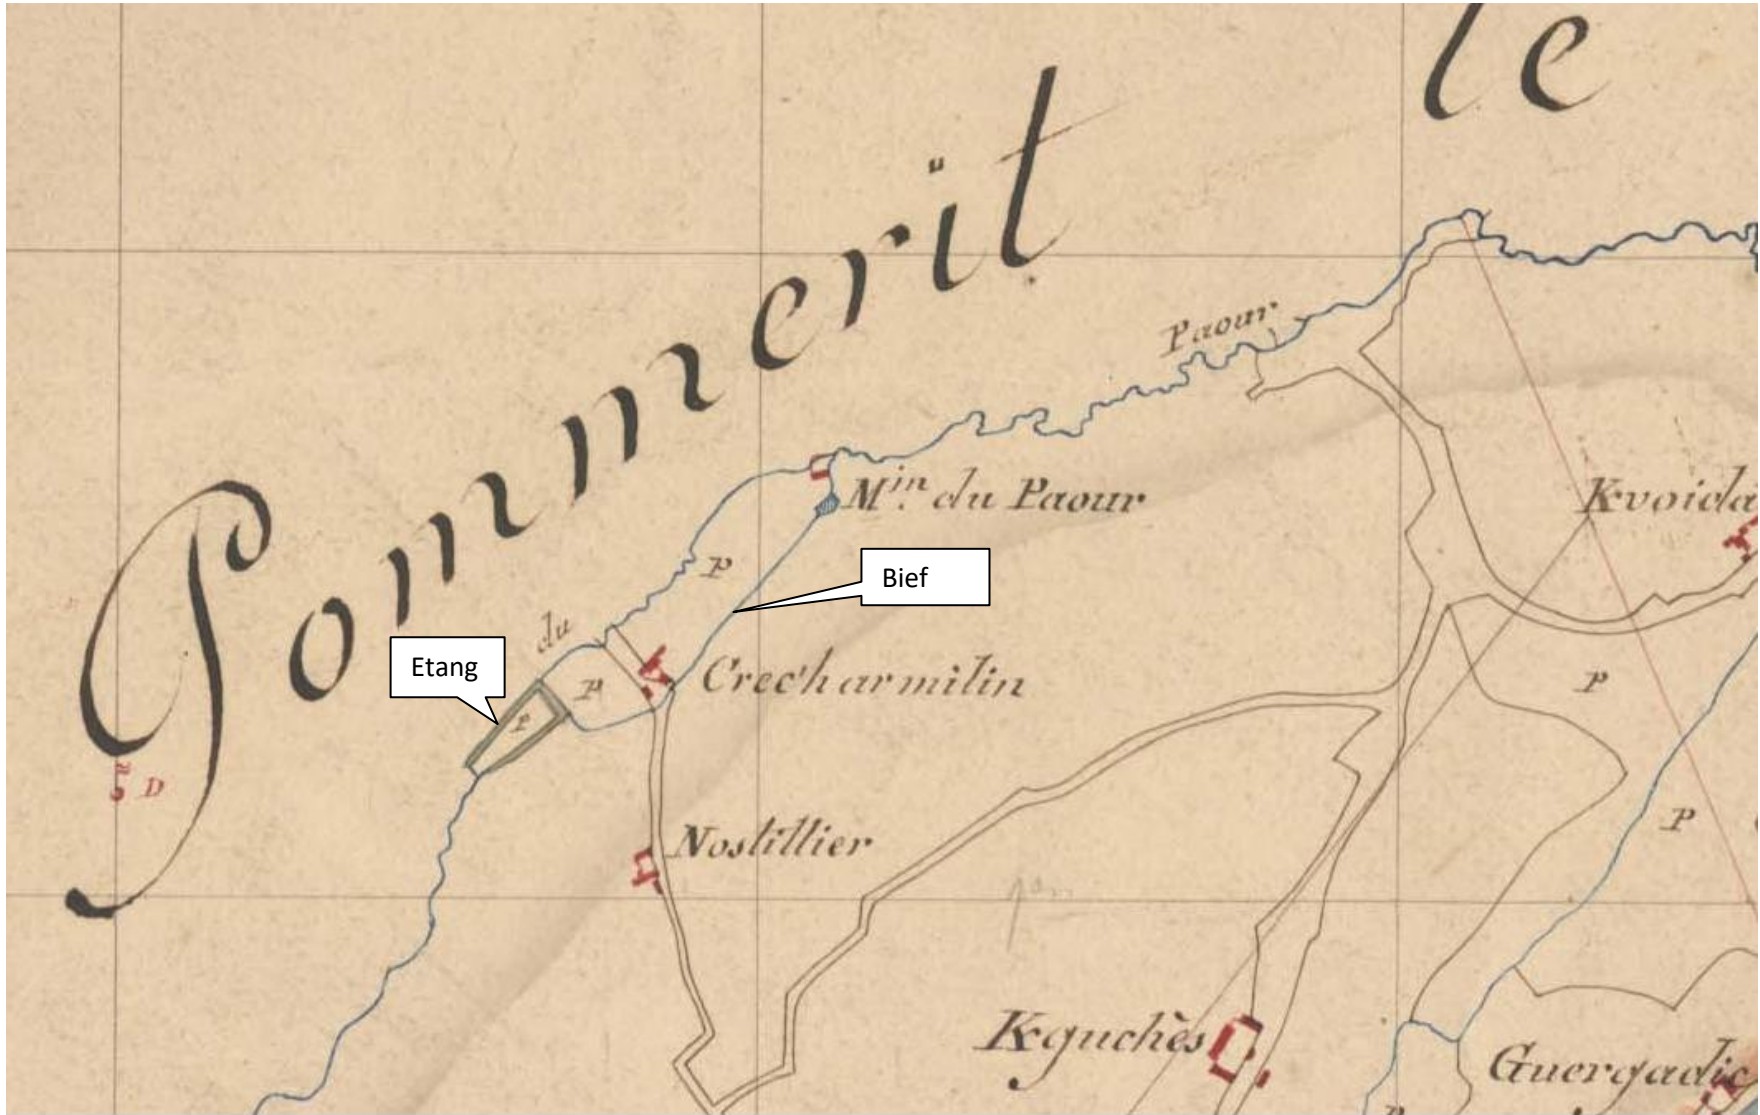 Pommerit le
Paour
Min. du Paour
Kvoida
P
Bief
du
Etang
Crec'h ar milin
P
P
P
P
D
Nostillier
Kguchès
Guergadic